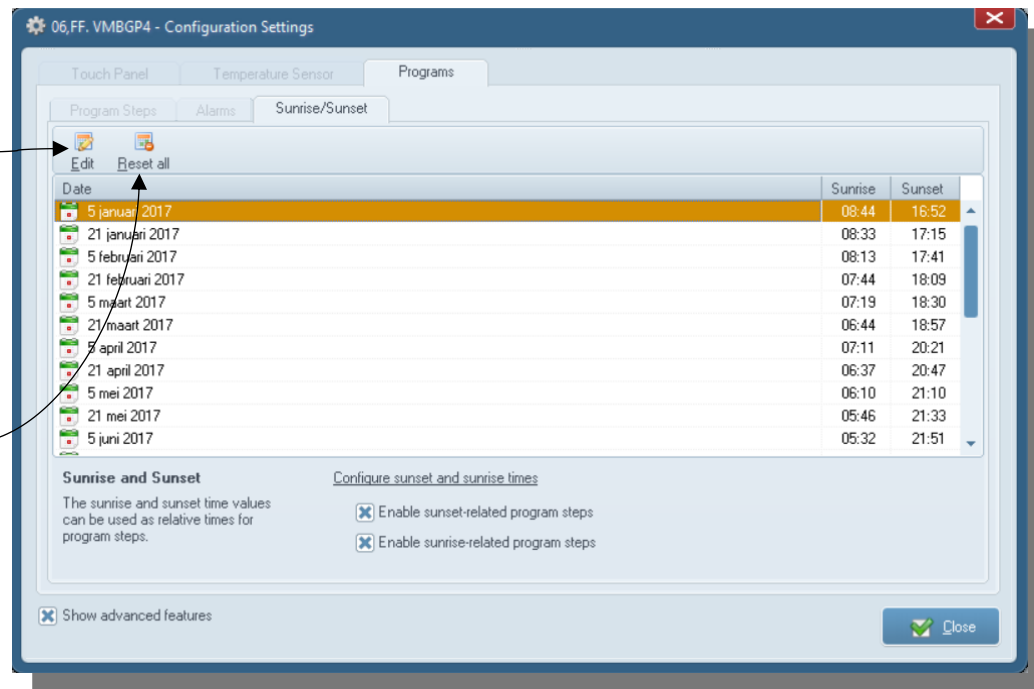 06,FF. VMBGP4 - Configuration Settings
Touch Panel Temperature Sensor Programs
Program Steps Alarms Sunrise/Sunset
Edit Reset all
Date Sunrise Sunset
5 januari 2017 08:44 16:52
21 januari 2017 08:33 17:15
5 februari 2017 08:13 17:41
21 februari 2017 07:44 18:09
5 maart 2017 07:19 18:30
21 maart 2017 06:44 18:57
5 april 2017 07:11 20:21
21 april 2017 06:37 20:47
5 mei 2017 06:10 21:10
21 mei 2017 05:46 21:33
5 juni 2017 05:32 21:51
Sunrise and Sunset Configure sunset and sunrise times
The sunrise and sunset time values
can be used as relative times for
program steps.
Enable sunset-related program steps
Enable sunrise-related program steps
Show advanced features
Close